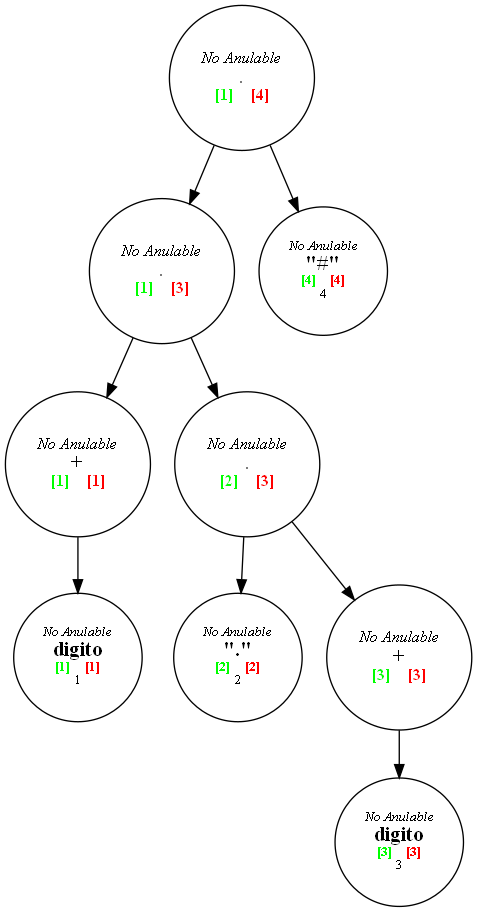 No Anulable
.
[1] [4]
No Anulable
.
[1] [3]
No Anulable
"#"
[4] [4]
4
No Anulable
+
[1] [1]
No Anulable
.
[2] [3]
No Anulable
digito
[1] [1]
1
No Anulable
"."
[2] [2]
2
No Anulable
+
[3] [3]
No Anulable
digito
[3] [3]
3